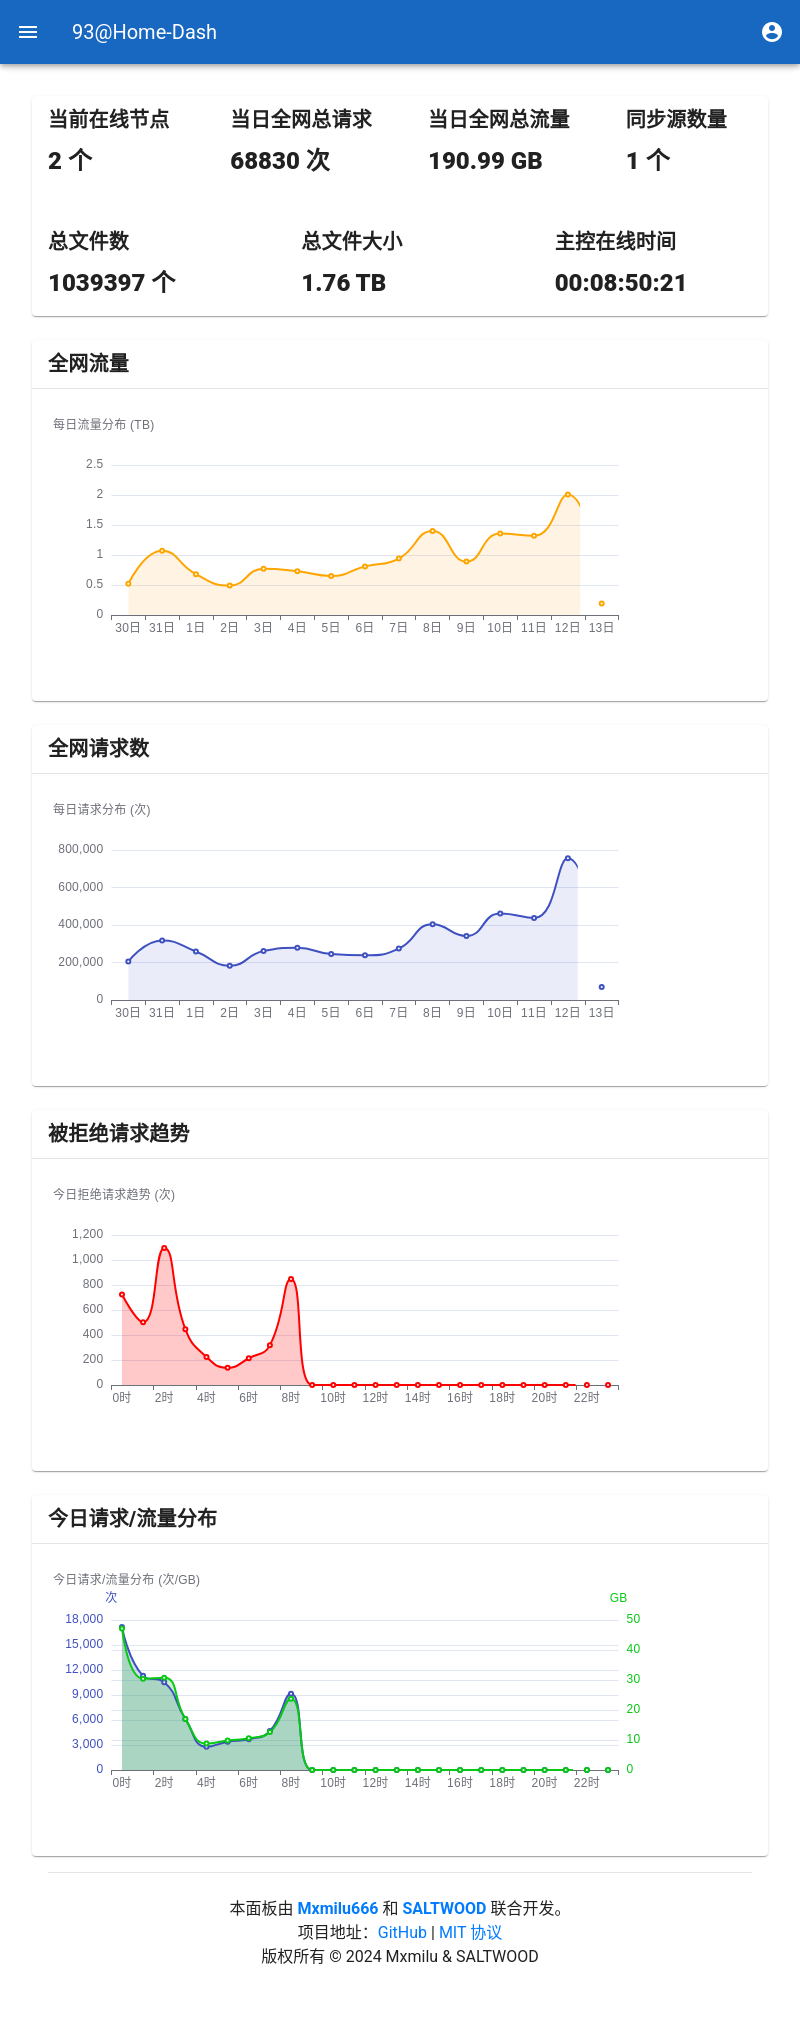 93@Home-Dash
当前在线节点
2 个
当日全网总请求
68830 次
当日全网总流量
190.99 GB
同步源数量
1 个
总文件数
1039397 个
总文件大小
1.76 TB
主控在线时间
00:08:50:21
全网流量
每日流量分布 (TB)
2.5
2
1.5
1
0.5
0
30日 31日 1日 2日 3日 4日 5日 6日 7日 8日 9日 10日 11日 12日 13日
全网请求数
每日请求分布 (次)
800,000
600,000
400,000
200,000
0
30日 31日 1日 2日 3日 4日 5日 6日 7日 8日 9日 10日 11日 12日 13日
被拒绝请求趋势
今日拒绝请求趋势 (次)
1,200
1,000
800
600
400
200
0
0时 2时 4时 6时 8时 10时 12时 14时 16时 18时 20时 22时
今日请求/流量分布
今日请求/流量分布 (次/GB)
次 GB
18,000 50
15,000 40
12,000 30
9,000 20
6,000 10
3,000 0
0
0时 2时 4时 6时 8时 10时 12时 14时 16时 18时 20时 22时
本面板由 Mxmilu666 和 SALTWOOD 联合开发。
项目地址：GitHub | MIT 协议
版权所有 © 2024 Mxmilu & SALTWOOD